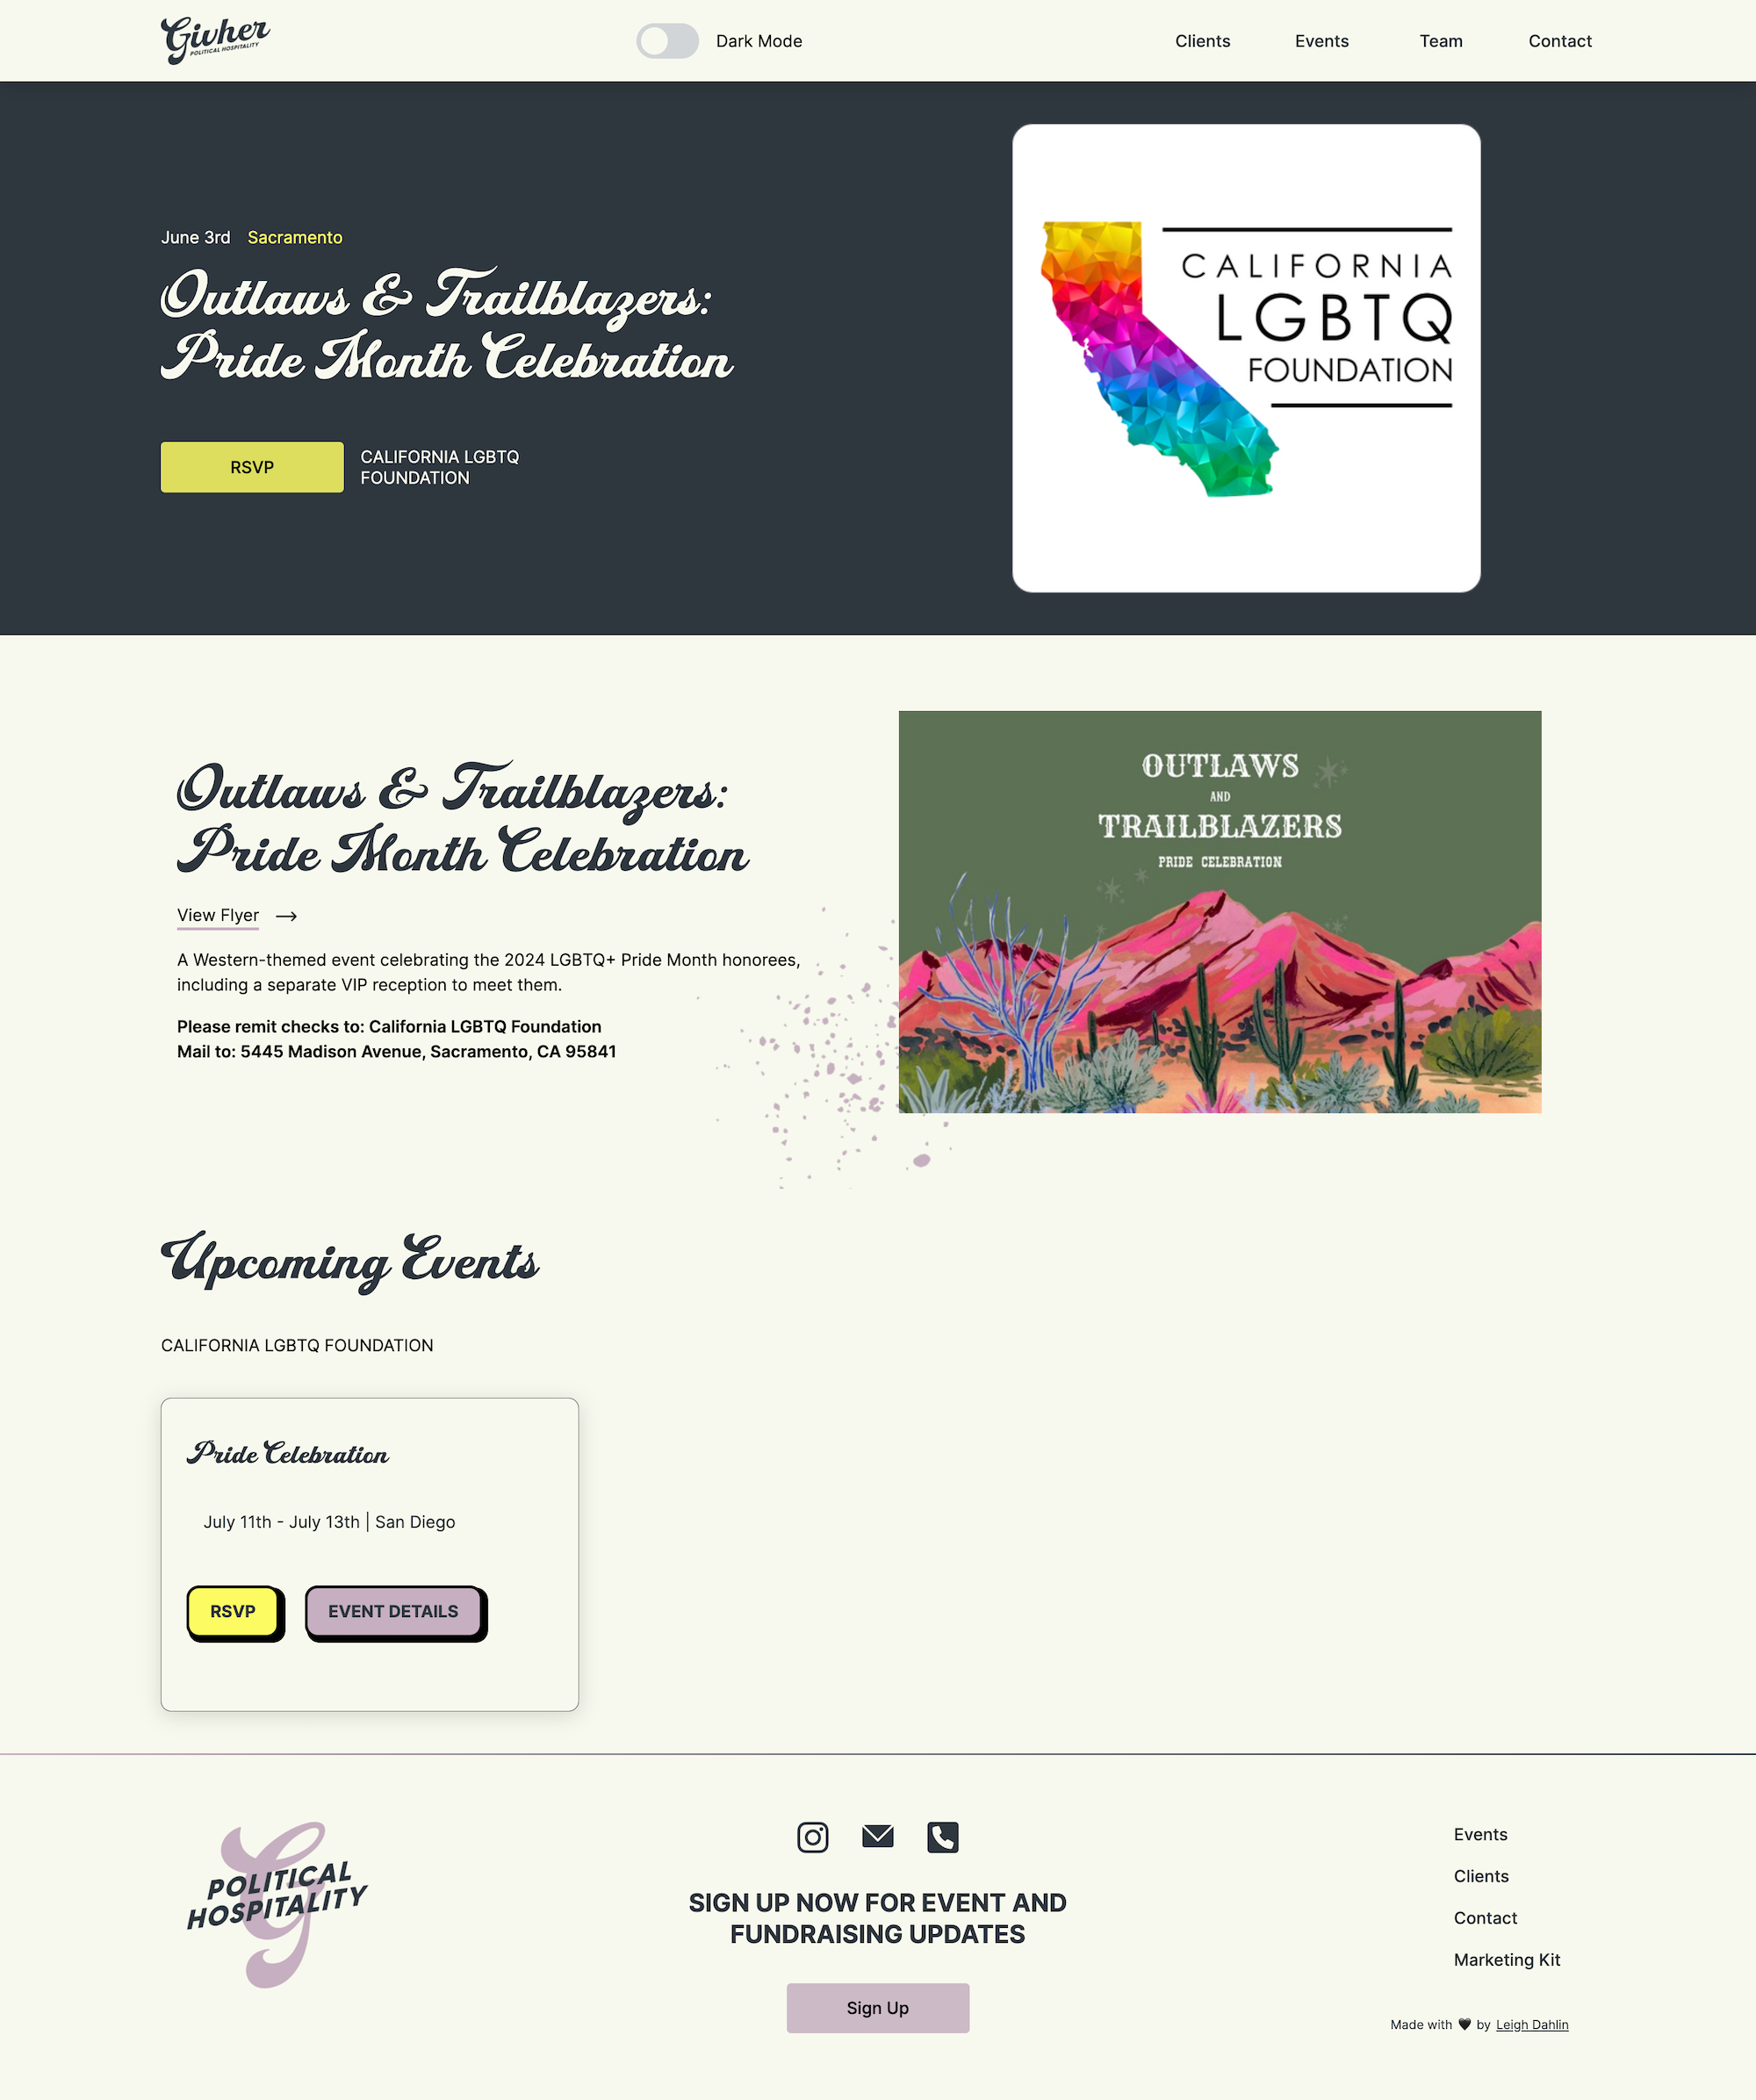 Givher
POLITICAL HOSPITALITY
Dark Mode
Clients
Events
Team
Contact
June 3rd Sacramento
Outlaws & Trailblazers:
Pride Month Celebration
RSVP
CALIFORNIA LGBTQ
FOUNDATION
CALIFORNIA
LGBTQ
FOUNDATION
Outlaws & Trailblazers:
Pride Month Celebration
View Flyer →
A Western-themed event celebrating the 2024 LGBTQ+ Pride Month honorees,
including a separate VIP reception to meet them.
Please remit checks to: California LGBTQ Foundation
Mail to: 5445 Madison Avenue, Sacramento, CA 95841
OUTLAWS
AND
TRAILBLAZERS
PRIDE CELEBRATION
Upcoming Events
CALIFORNIA LGBTQ FOUNDATION
Pride Celebration
July 11th - July 13th | San Diego
RSVP
EVENT DETAILS
G
POLITICAL
HOSPITALITY
SIGN UP NOW FOR EVENT AND
FUNDRAISING UPDATES
Sign Up
Events
Clients
Contact
Marketing Kit
Made with 🖤 by Leigh Dahlin